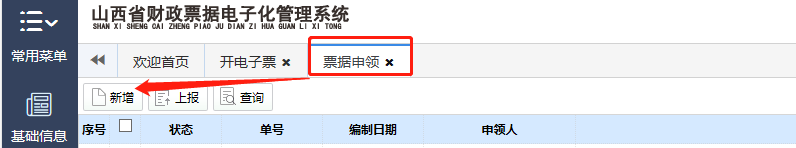 山西省财政票据电子化管理系统
SHAN XI SHENG CAI ZHENG PIAO JU DIAN ZI HUA GUAN LI XI TONG
常用菜单
欢迎首页 开电子票 × 票据申领 ×
新增 上报 查询
基础信息
序号 状态 单号 编制日期 申领人